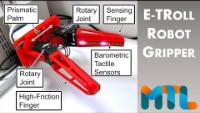 Prismatic
Palm
Rotary
Joint
Sensing
Finger
Rotary
Joint
High-Friction
Finger
Barometric
Tactile
Sensors
E-TROLL
ROBOT
GRIPPER
MTL